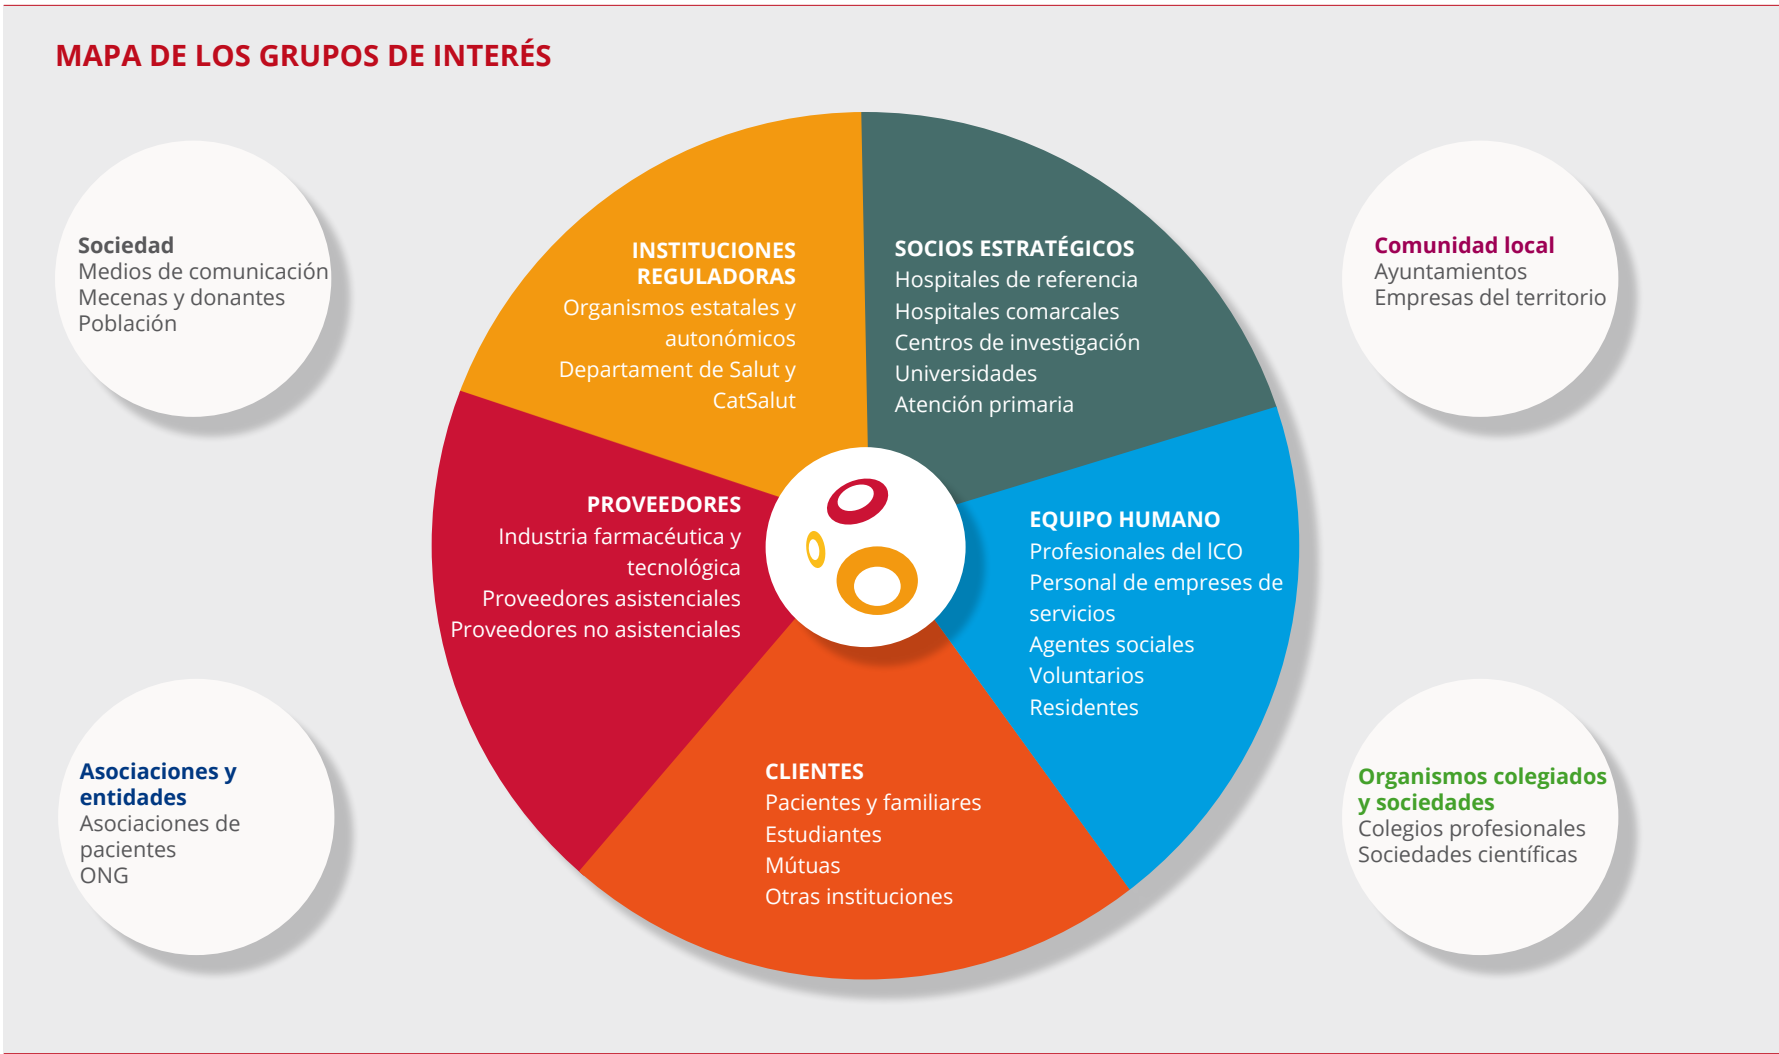 MAPA DE LOS GRUPOS DE INTERÉS
Sociedad
Medios de comunicación
Mecenas y donantes
Población
INSTITUCIONES
REGULADORAS
Organismos estatales y
autonómicos
Departament de Salut y
CatSalut
SOCIOS ESTRATÉGICOS
Hospitales de referencia
Hospitales comarcales
Centros de investigación
Universidades
Atención primaria
Comunidad local
Ayuntamientos
Empresas del territorio
PROVEEDORES
Industria farmacéutica y
tecnológica
Proveedores asistenciales
Proveedores no asistenciales
EQUIPO HUMANO
Profesionales del ICO
Personal de empreses de
servicios
Agentes sociales
Voluntarios
Residentes
Asociaciones y
entidades
Asociaciones de
pacientes
ONG
CLIENTES
Pacientes y familiares
Estudiantes
Mútuas
Otras instituciones
Organismos colegiados
y sociedades
Colegios profesionales
Sociedades científicas